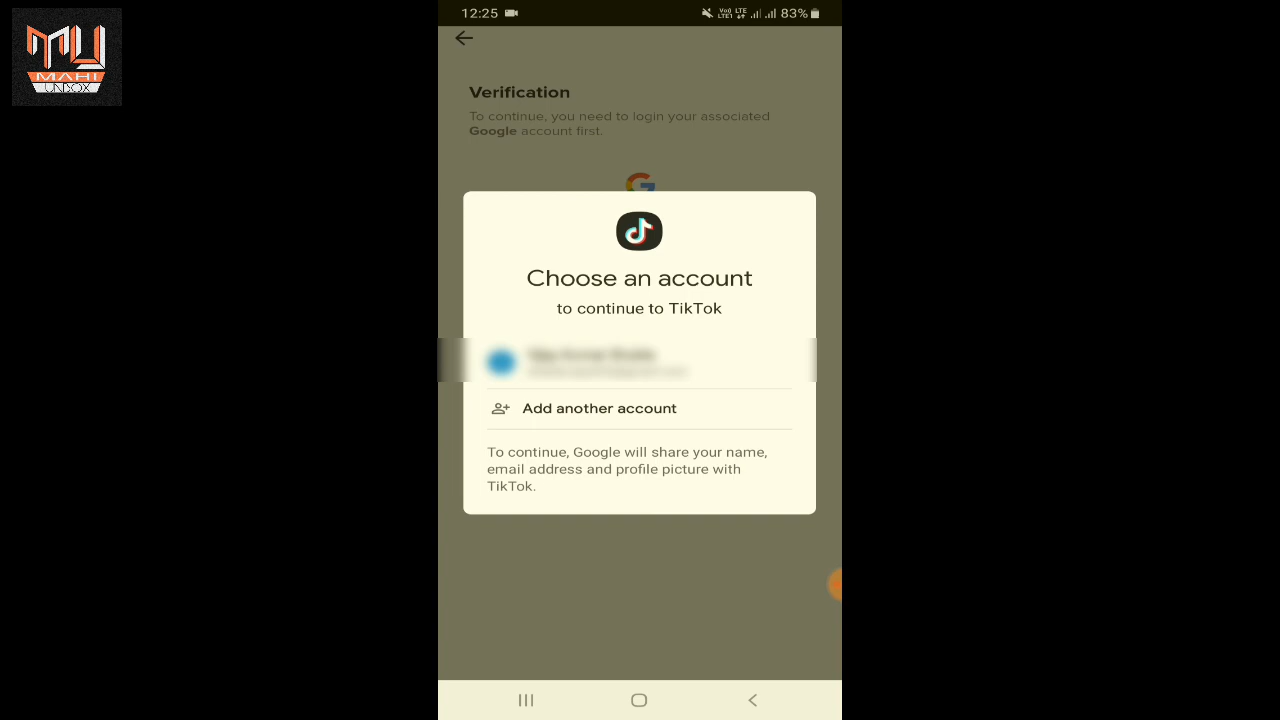 MAHI
UNBOX
12:25
VoLTE1 LTE 83%
Verification
To continue, you need to login your associated
Google account first.
Choose an account
to continue to TikTok
Add another account
To continue, Google will share your name,
email address and profile picture with
TikTok.